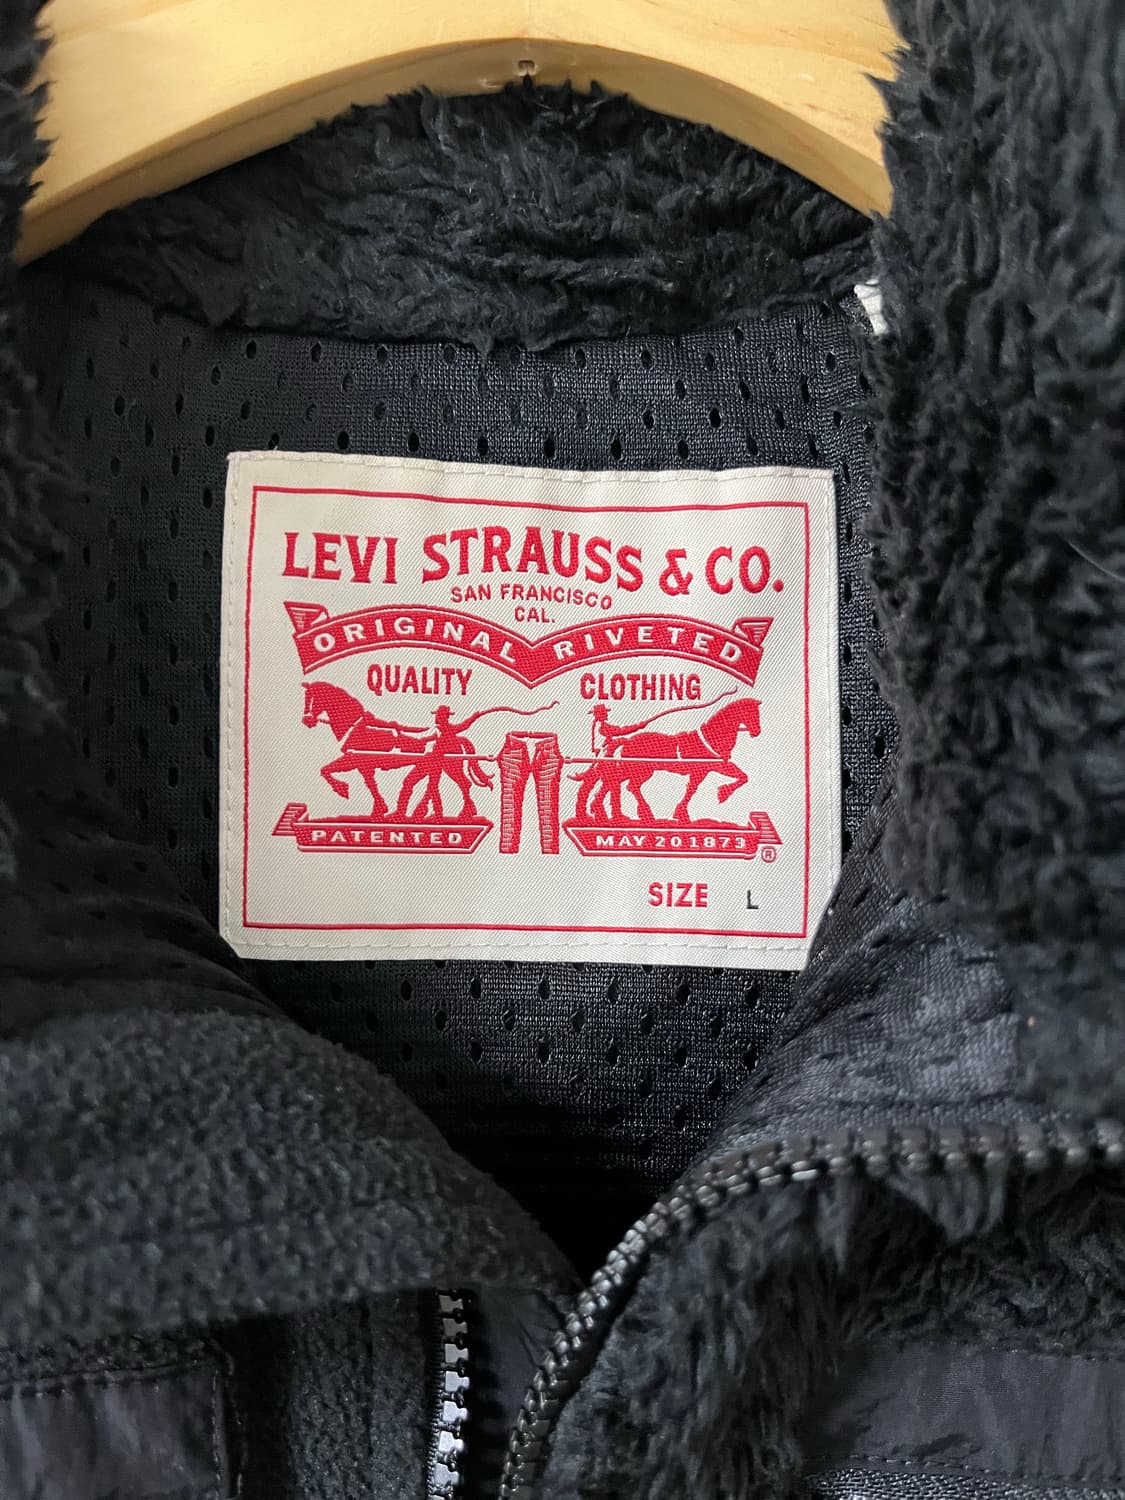 LEVI STRAUSS & CO.
SAN FRANCISCO
CAL.
ORIGINAL RIVETED
QUALITY CLOTHING
PATENTED MAY 20 1873 ®
SIZE L